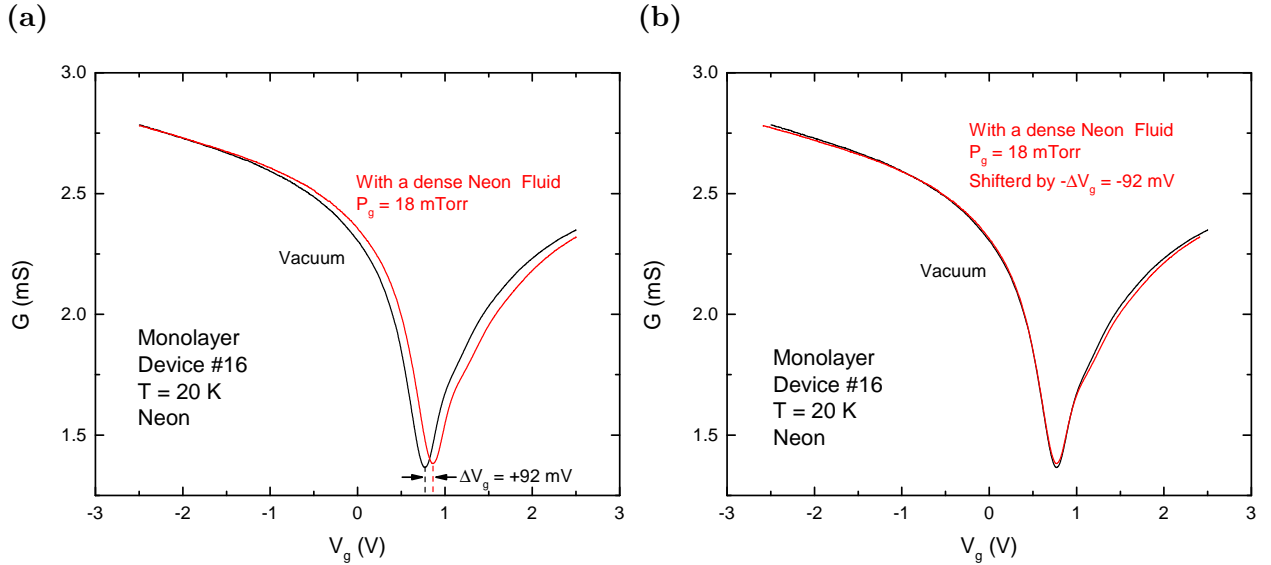 (a)
3.0
2.5
2.0
1.5
G (mS)
With a dense Neon Fluid
P_g = 18 mTorr
Vacuum
Monolayer
Device #16
T = 20 K
Neon
ΔV_g = +92 mV
-3 -2 -1 0 1 2 3
V_g (V)
(b)
3.0
2.5
2.0
1.5
G (mS)
With a dense Neon Fluid
P_g = 18 mTorr
Shifterd by -ΔV_g = -92 mV
Vacuum
Monolayer
Device #16
T = 20 K
Neon
-3 -2 -1 0 1 2 3
V_g (V)